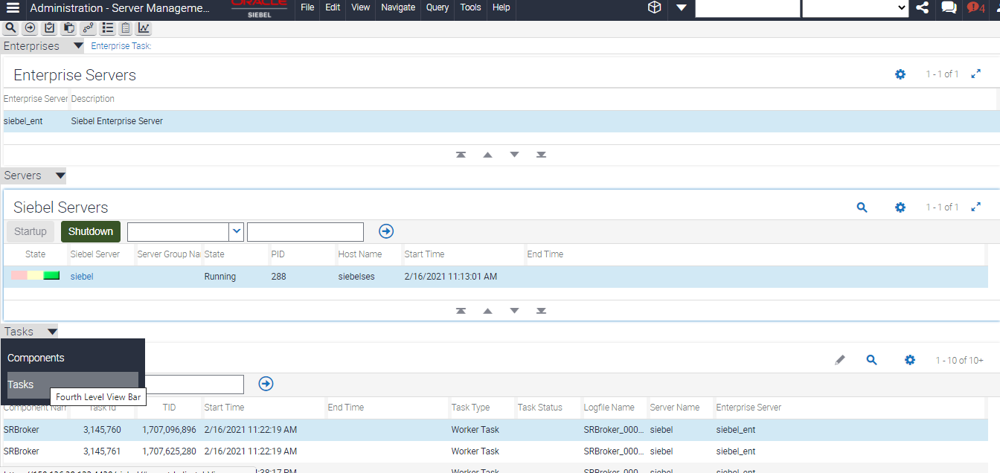 Administration - Server Manageme...
ORACLE
SIEBEL
File Edit View Navigate Query Tools Help
4
Enterprises
Enterprise Task:
Enterprise Servers
1 - 1 of 1
Enterprise Server Description
siebel_ent Siebel Enterprise Server
Servers
Siebel Servers
1 - 1 of 1
Startup Shutdown
State Siebel Server Server Group Na State PID Host Name Start Time End Time
siebel Running 288 siebelses 2/16/2021 11:13:01 AM
Tasks
Components
1 - 10 of 10+
Tasks
Fourth Level View Bar
Component Nam Task Id TID Start Time End Time Task Type Task Status Logfile Name Server Name Enterprise Server
SRBroker 3,145,760 1,707,096,896 2/16/2021 11:22:19 AM Worker Task SRBroker_000... siebel siebel_ent
SRBroker 3,145,761 1,707,625,280 2/16/2021 11:22:19 AM Worker Task SRBroker_000... siebel siebel_ent
:38:17 PM Worker Task SRBroker_000... siebel siebel_ent